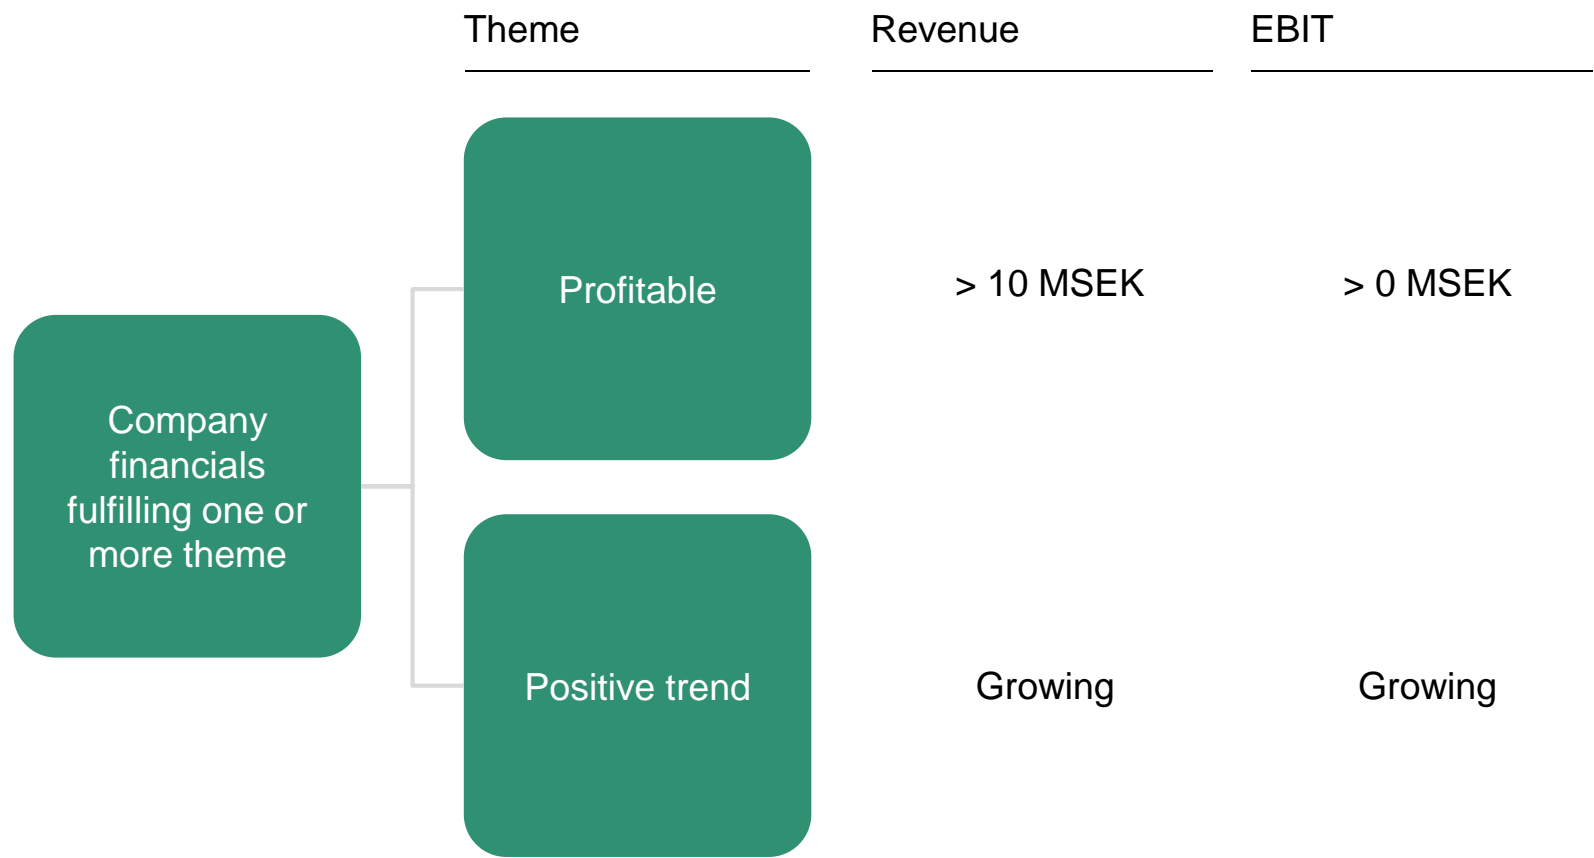 Theme
Revenue
EBIT
Profitable
> 10 MSEK
> 0 MSEK
Company
financials
fulfilling one or
more theme
Positive trend
Growing
Growing